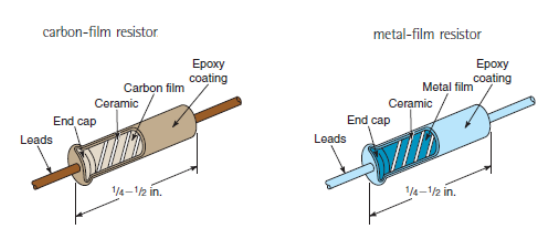 carbon-film resistor
Epoxy
coating
Carbon film
Ceramic
End cap
Leads
1/4–1/2 in.
metal-film resistor
Epoxy
coating
Metal film
Ceramic
End cap
Leads
1/4–1/2 in.